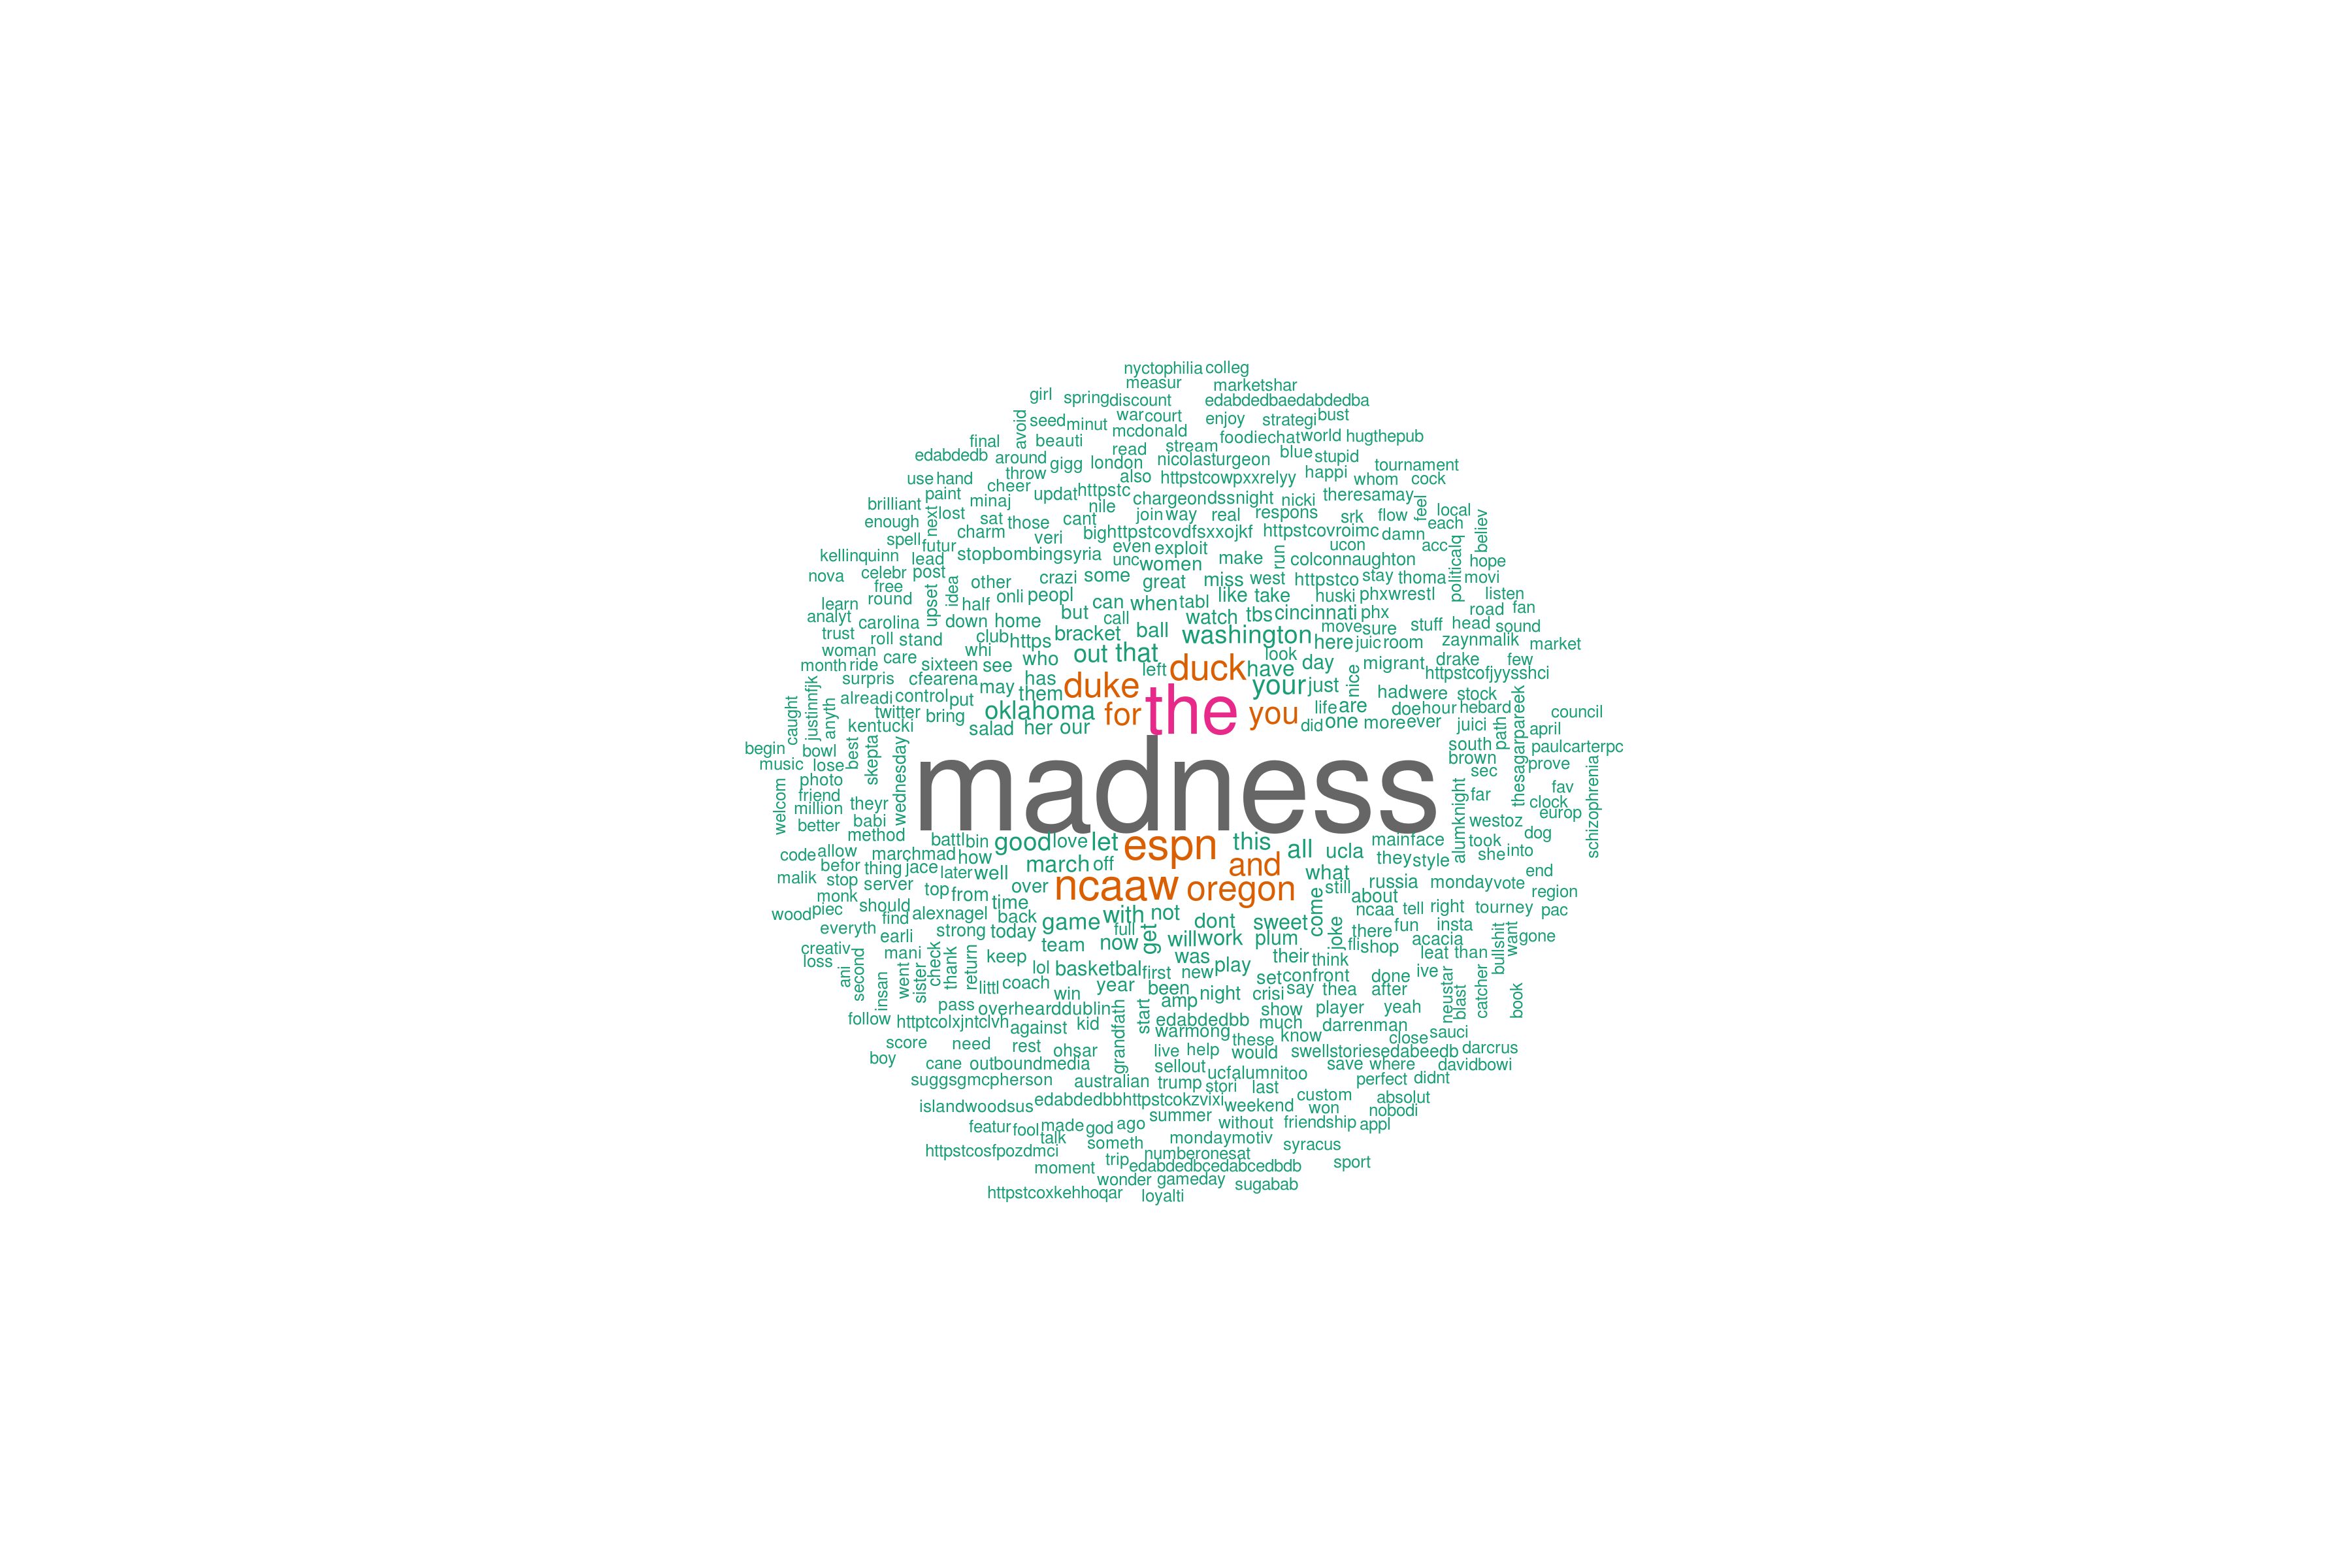 nyctophilia colleg
measur marketshar
girl spring discount edabdedbaedabdedba
avoid seed minut war court enjoy strategi bust
final beauti mcdonald foodiechat world hugthepub
edabdedb around read stream blue stupid
throw gigg london nicolasturgeon tournament
use hand also httpstcowpxxrelyy happi whom cock
cheer updat httpstc
brilliant paint minaj nile chargeondssnight nicki theresamay feel
enough next lost sat those cant join way real respons srk flow local each
spell charm veri big httpstcovdfsxxojkf httpstcovroimc damn believ
kellinquinn futur lead stopbombingsyria even exploit run ucon acc
unc women make colconnaughton politicalq hope
nova celebr post other crazi some great miss west httpstco stay thoma movi
free idea
learn round upset half onli peopl can when tabl like take huski phxwrestl listen
analyt carolina down home but call watch tbs cincinnati phx road fan
trust roll stand club https bracket ball washington move sure stuff head sound
woman whi here juic room zaynmalik market
month ride care sixteen see who out that look migrant drake few
surpris cfearena has left duck have day nice httpstcofjyysshci
caught justinnfjk anyth alreadi control put may them duke your just had were stock
twitter bring oklahoma for the you life are doe hour hebard path thesagarpareek council
kentucki salad her our did one more ever juici april
begin bowl best skepta wednesday south paulcarterpc
music lose madness brown prove
photo sec
welcom friend far fav schizophrenia
million theyr alumknight clock
better babi westoz europ
method battl bin good love let espn this mainface took dog
code allow marchmad how all ucla they style she into
befor thing jace later well march off and what end
malik stop server top from over ncaaw oregon still russia monday vote region
monk should time come about
wood piec find alexnagel back game with not dont sweet ncaa tell right tourney pac
everyth earli strong today full get will work plum joke there fun insta bullshit want gone
creativ mani check team now fli shop acacia
loss thank return keep was their think leat than
ani second insan went sister lol basketbal first new play set confront done ive neustar blast catcher
littl coach win year been night crisi say thea after book
pass overhearddublin grandfath start amp show player yeah
follow httptcolxjntclvh against kid edabdedbb much darrenman
score need rest warmong these know close sauci
boy ohsar live help would swellstoriesedabeedb darcrus
cane outboundmedia sellout ucfalumnitoo save where davidbowi
suggsgmcpherson australian trump stori last perfect didnt
islandwoodsus edabdedbbhttpstcokzvixi weekend custom won absolut nobodi
featur fool made god ago summer without friendship appl
talk someth mondaymotiv syracus
httpstcosfpozdmci numberonesat
moment trip edabdedbcedabcedbdb sport
wonder gameday sugabab
httpstcoxkehhoqar loyalti